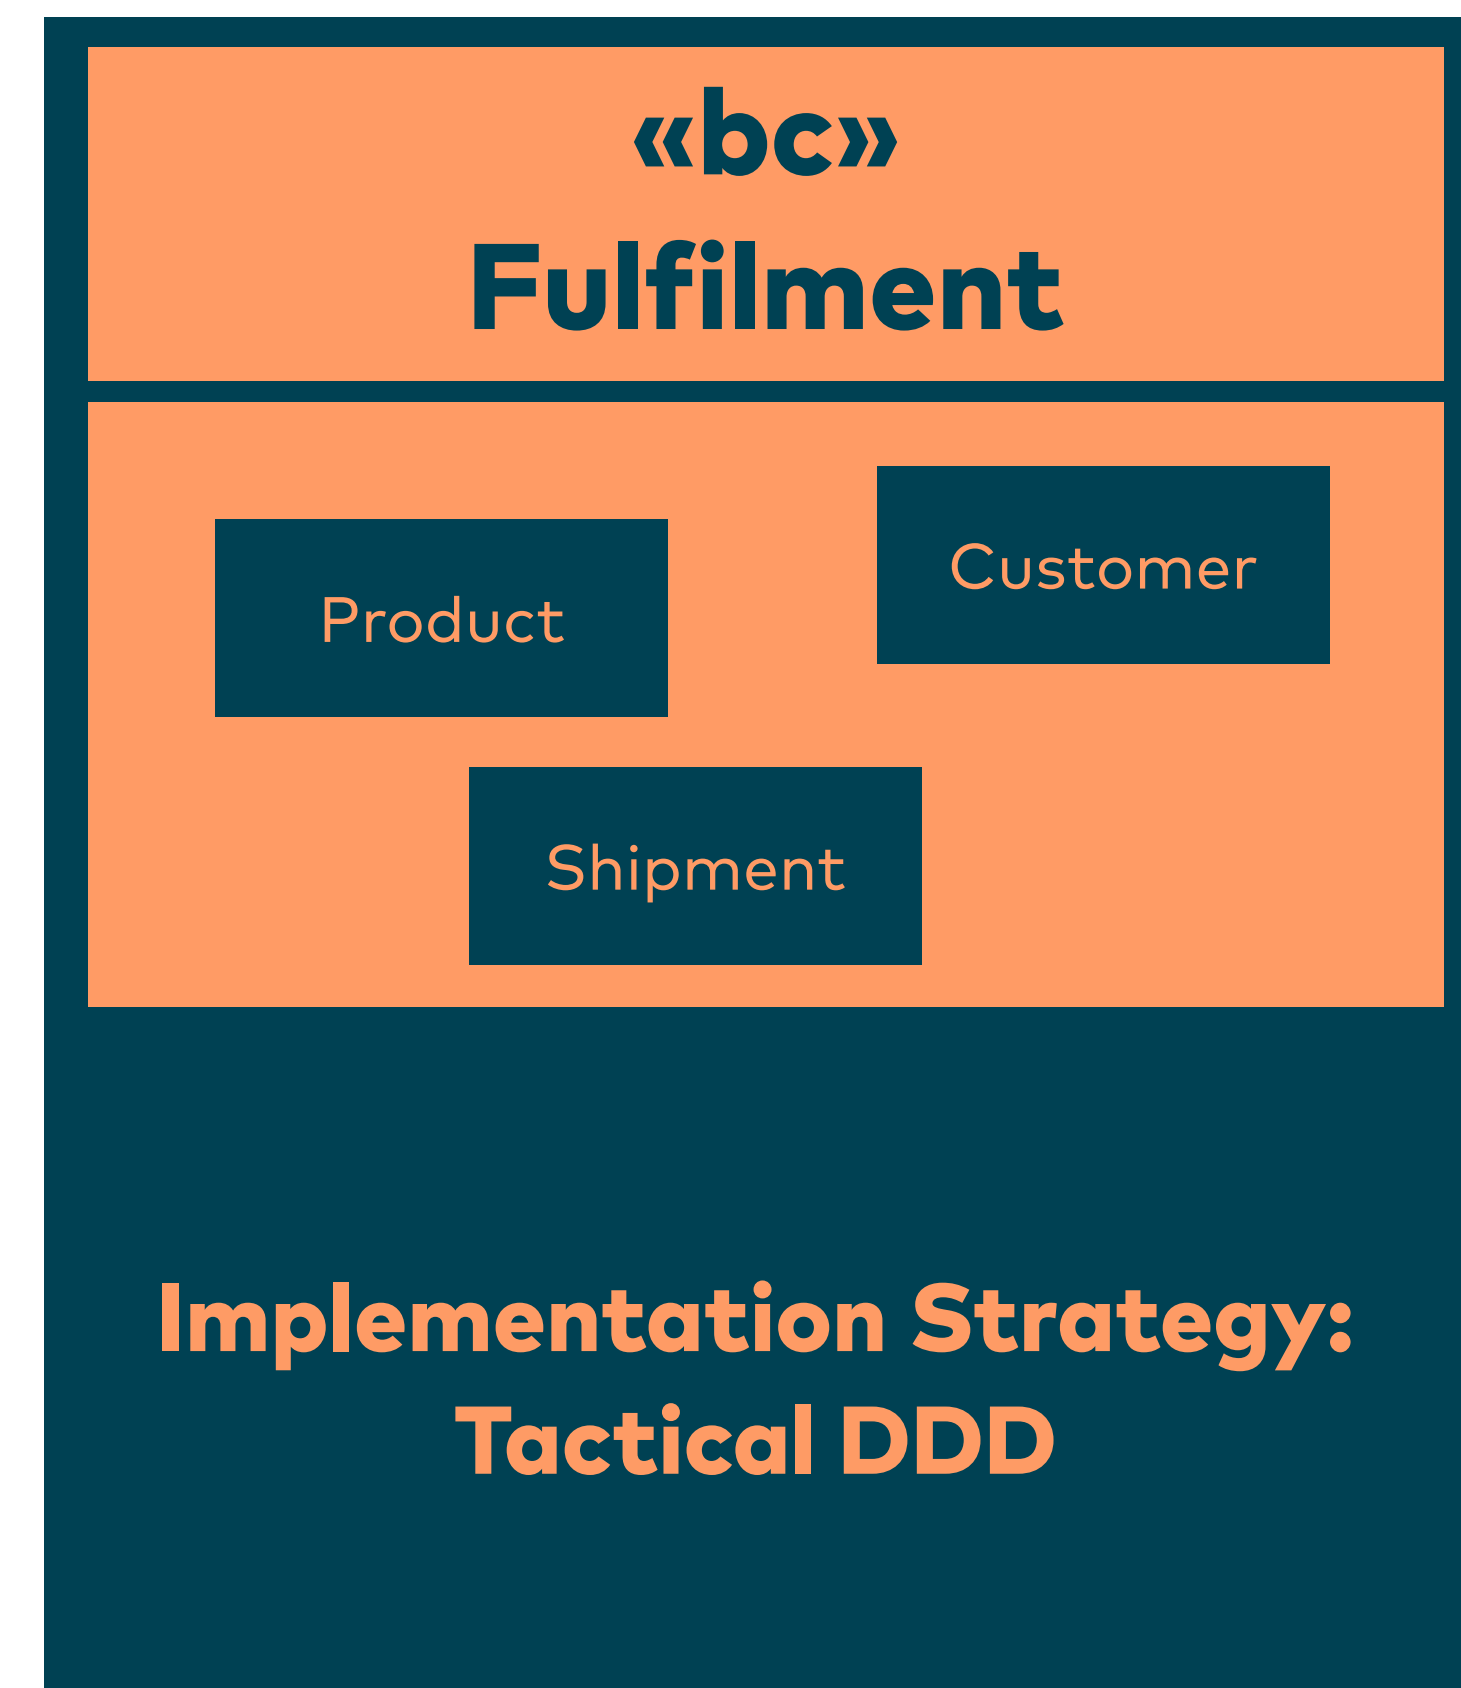 «bc»
Fulfilment
Customer
Product
Shipment
Implementation Strategy:
Tactical DDD